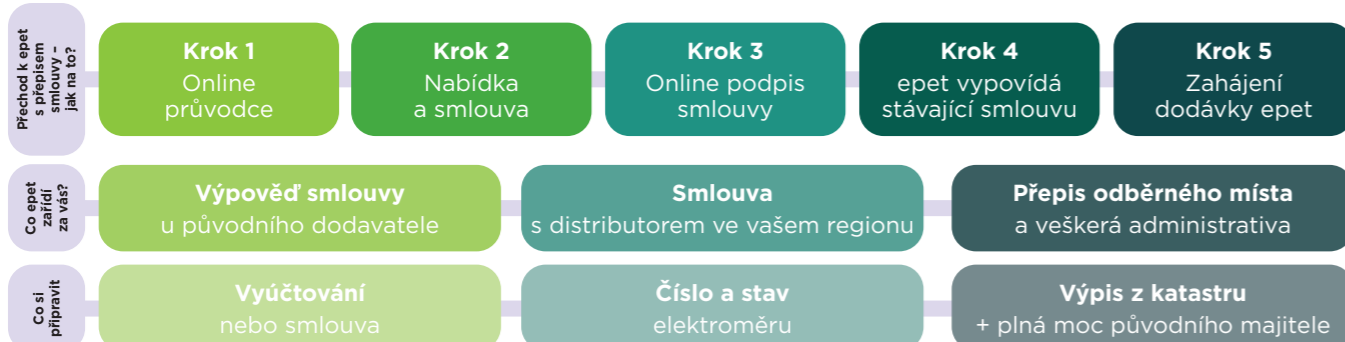 Přechod k epet
s přepisem
smlouvy –
jak na to?
Krok 1
Online
průvodce
Krok 2
Nabídka
a smlouva
Krok 3
Online podpis
smlouvy
Krok 4
epet vypovídá
stávající smlouvu
Krok 5
Zahájení
dodávky epet
Co epet
zařídí
za vás?
Výpověď smlouvy
u původního dodavatele
Smlouva
s distributorem ve vašem regionu
Přepis odběrného místa
a veškerá administrativa
Co si
připravit
Vyúčtování
nebo smlouva
Číslo a stav
elektroměru
Výpis z katastru
+ plná moc původního majitele